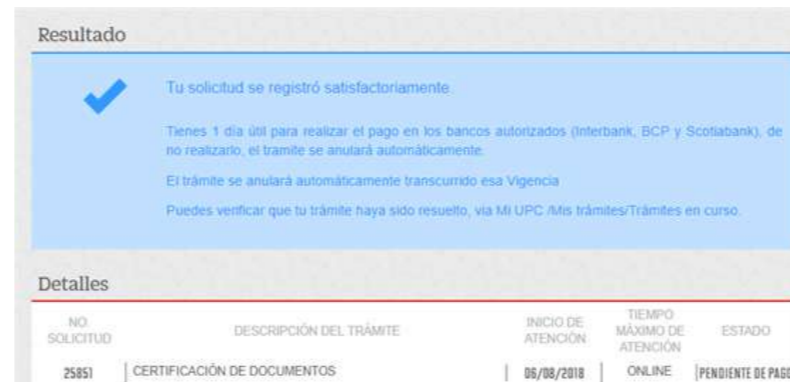 Resultado
Tu solicitud se registró satisfactoriamente.
Tienes 1 día útil para realizar el pago en los bancos autorizados (Interbank, BCP y Scotiabank), de
no realizarlo, el tramite se anulará automáticamente.
El trámite se anulará automáticamente transcurrido esa Vigencia
Puedes verificar que tu trámite haya sido resuelto, via Mi UPC /Mis trámites/Trámites en curso.
Detalles
NO. SOLICITUD DESCRIPCIÓN DEL TRÁMITE INICIO DE ATENCIÓN TIEMPO MÁXIMO DE ATENCIÓN ESTADO
25851 CERTIFICACIÓN DE DOCUMENTOS 06/08/2018 ONLINE PENDIENTE DE PAGO